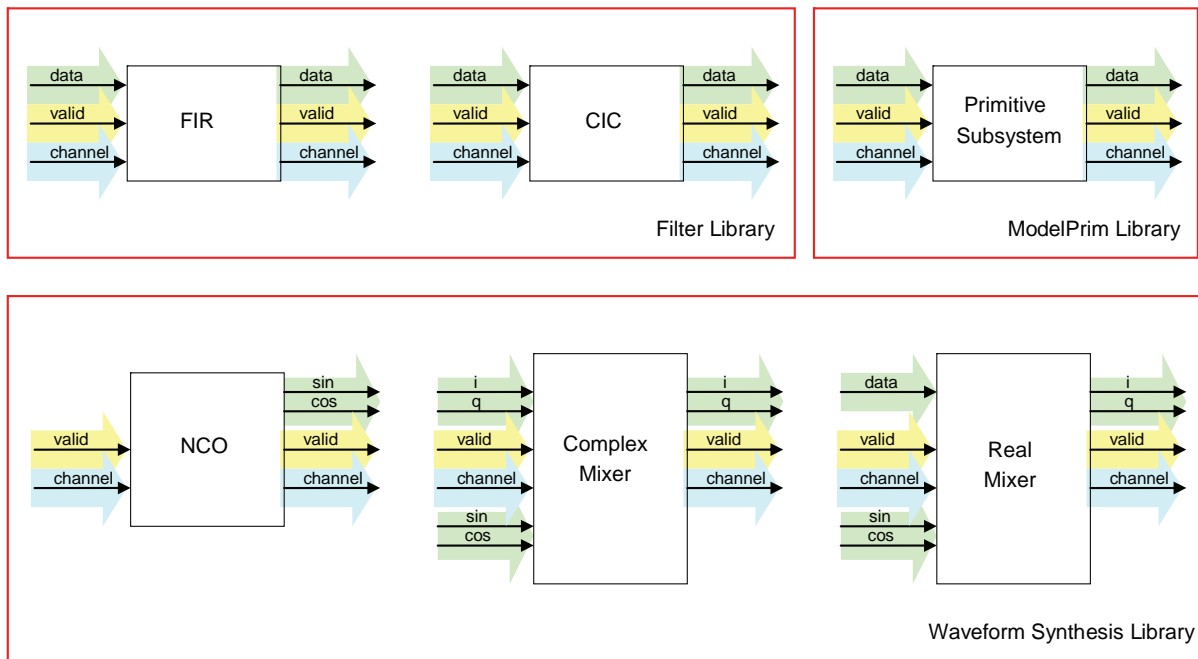 data
valid
channel
FIR
data
valid
channel
data
valid
channel
CIC
data
valid
channel
Filter Library
data
valid
channel
Primitive
Subsystem
data
valid
channel
ModelPrim Library
valid
channel
NCO
sin
cos
valid
channel
i
q
valid
channel
sin
cos
Complex
Mixer
i
q
valid
channel
data
valid
channel
sin
cos
Real
Mixer
i
q
valid
channel
Waveform Synthesis Library